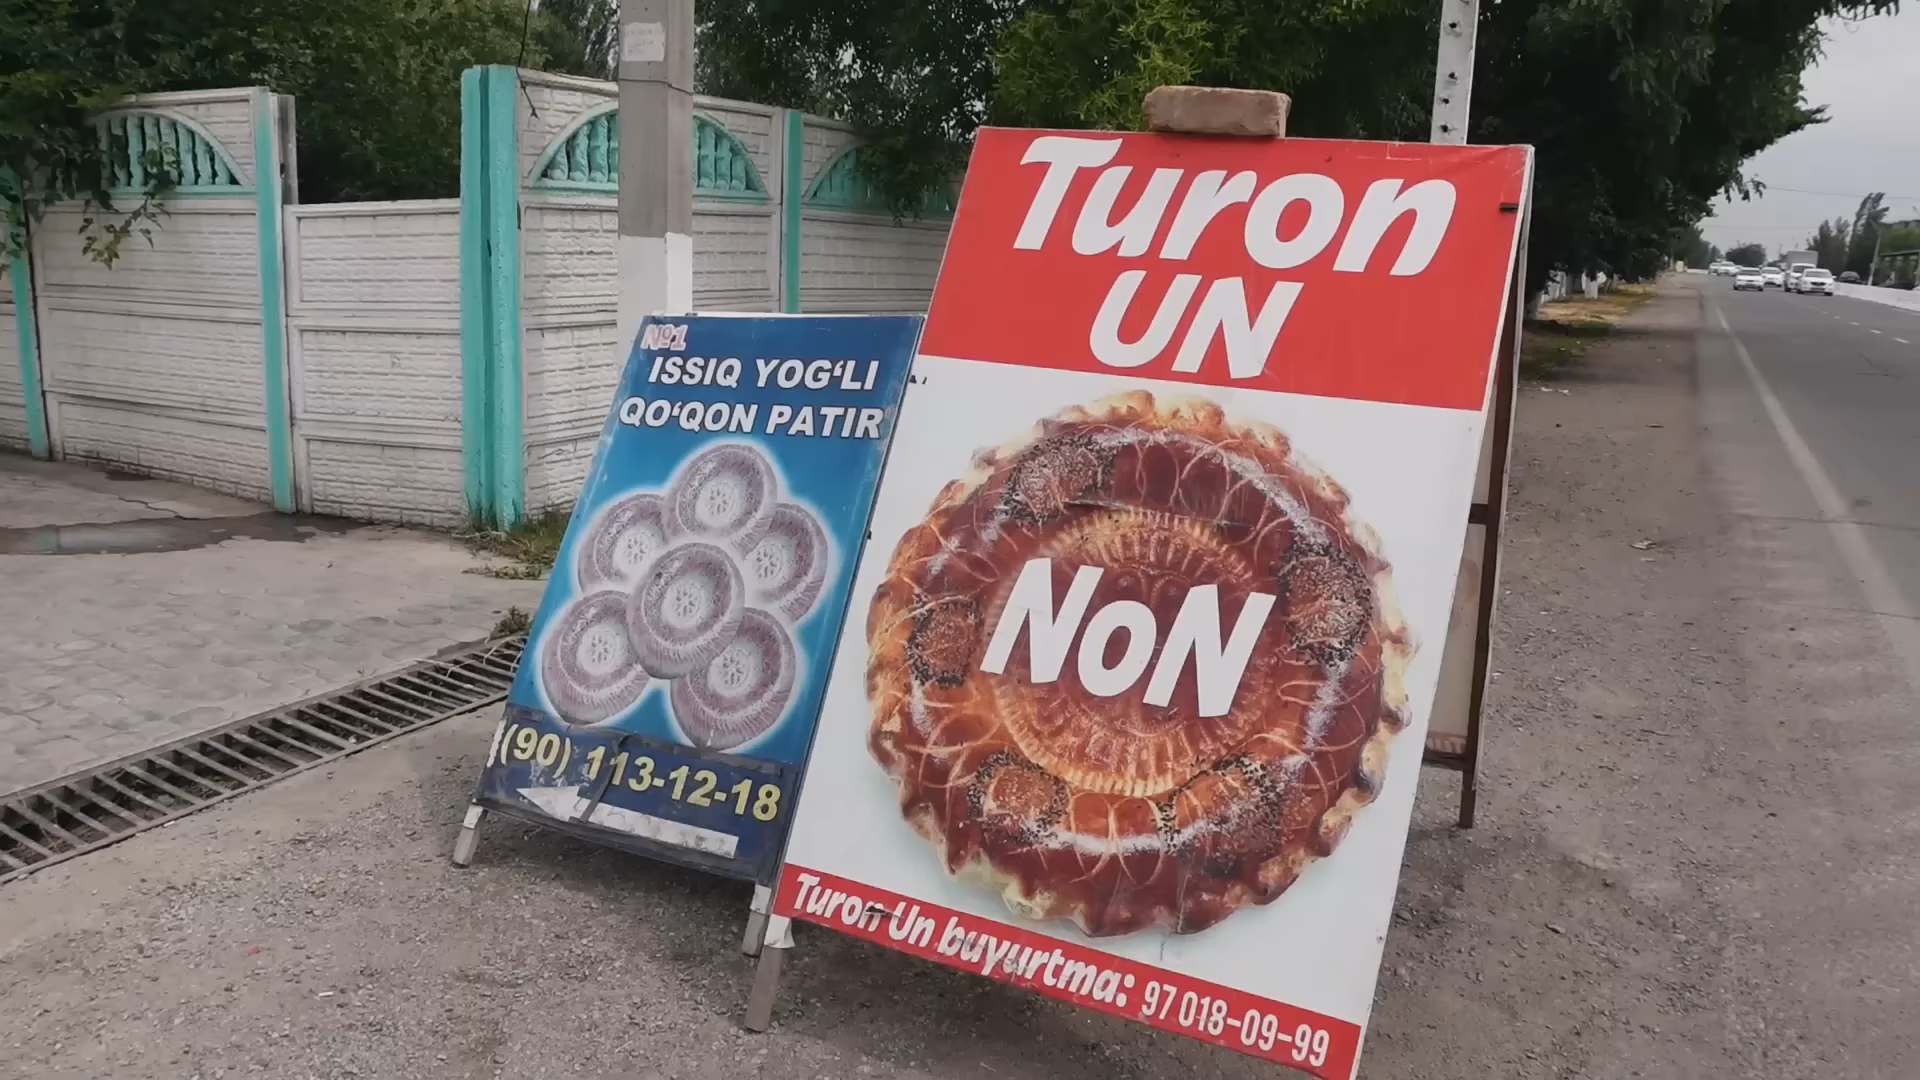 №1
ISSIQ YOG‘LI
QO‘QON PATIR
(90) 113-12-18
Turon
UN
NoN
Turon Un buyurtma: 97 018-09-99